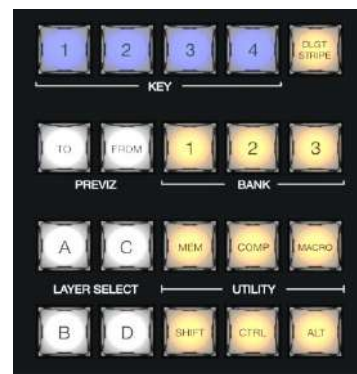 1 2 3 4 DLGT STRIPE
KEY
TO FROM 1 2 3
PREVIZ BANK
A C MEM COMP MACRO
LAYER SELECT UTILITY
B D SHIFT CTRL ALT